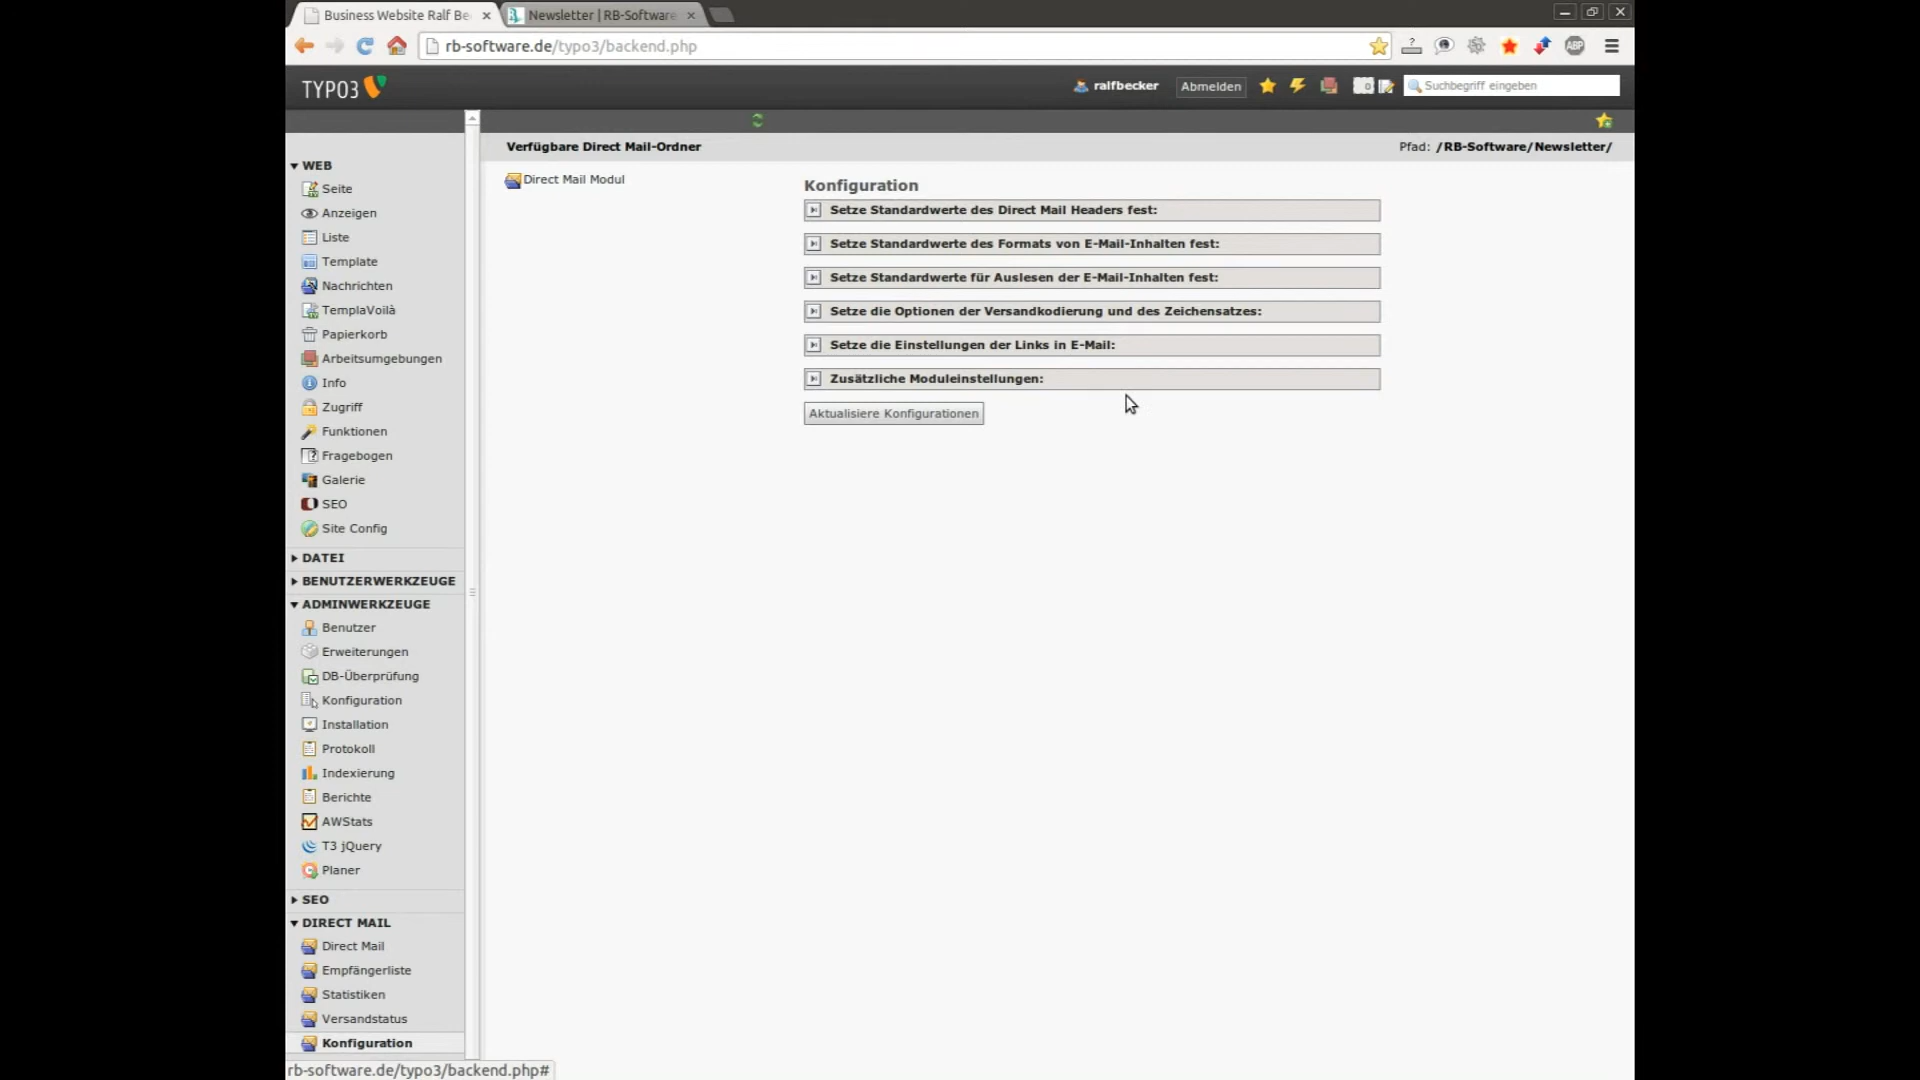 Business Website Ralf Be
Newsletter | RB-Software
rb-software.de/typo3/backend.php
ABP
TYPO3
ralfbecker
Abmelden
0
Suchbegriff eingeben
Verfügbare Direct Mail-Ordner
Pfad: /RB-Software/Newsletter/
Direct Mail Modul
WEB
Seite
Anzeigen
Liste
Template
Nachrichten
TemplaVoilà
Papierkorb
Arbeitsumgebungen
Info
Zugriff
Funktionen
Fragebogen
Galerie
SEO
Site Config
DATEI
BENUTZERWERKZEUGE
ADMINWERKZEUGE
Benutzer
Erweiterungen
DB-Überprüfung
Konfiguration
Installation
Protokoll
Indexierung
Berichte
AWStats
T3 jQuery
Planer
SEO
DIRECT MAIL
Direct Mail
Empfängerliste
Statistiken
Versandstatus
Konfiguration
Konfiguration
Setze Standardwerte des Direct Mail Headers fest:
Setze Standardwerte des Formats von E-Mail-Inhalten fest:
Setze Standardwerte für Auslesen der E-Mail-Inhalten fest:
Setze die Optionen der Versandkodierung und des Zeichensatzes:
Setze die Einstellungen der Links in E-Mail:
Zusätzliche Moduleinstellungen:
Aktualisiere Konfigurationen
rb-software.de/typo3/backend.php#